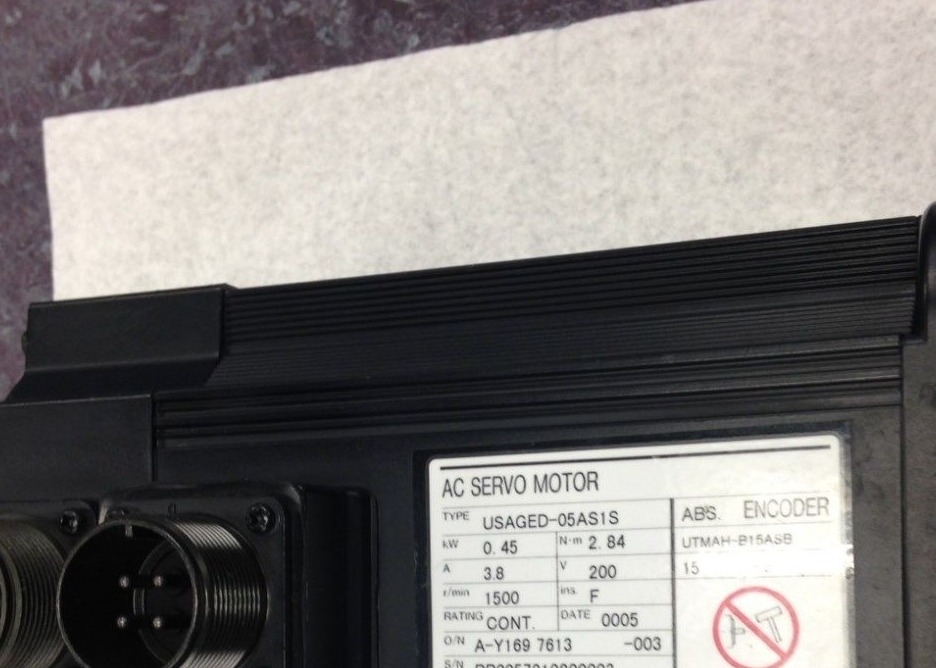 AC SERVO MOTOR
TYPE USAGED-05AS1S
kW 0.45 N·m 2.84
A 3.8 V 200
r/min 1500 ins. F
RATING CONT. DATE 0005
O/N A-Y169 7613 -003
S/N
ABS. ENCODER
UTMAH-B15ASB
15